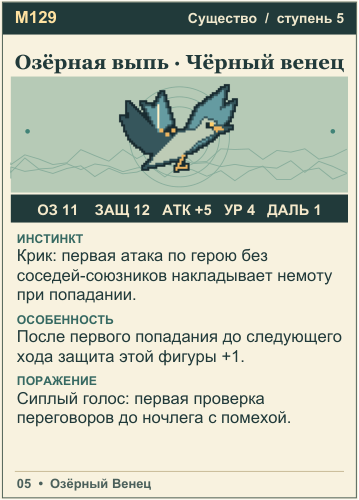 М129
Существо / ступень 5
Озёрная выпь · Чёрный венец
ОЗ 11 ЗАЩ 12 АТК +5 УР 4 ДАЛЬ 1
ИНСТИНКТ
Крик: первая атака по герою без
соседей-союзников накладывает немоту
при попадании.
ОСОБЕННОСТЬ
После первого попадания до следующего
хода защита этой фигуры +1.
ПОРАЖЕНИЕ
Сиплый голос: первая проверка
переговоров до ночлега с помехой.
05 • Озёрный Венец